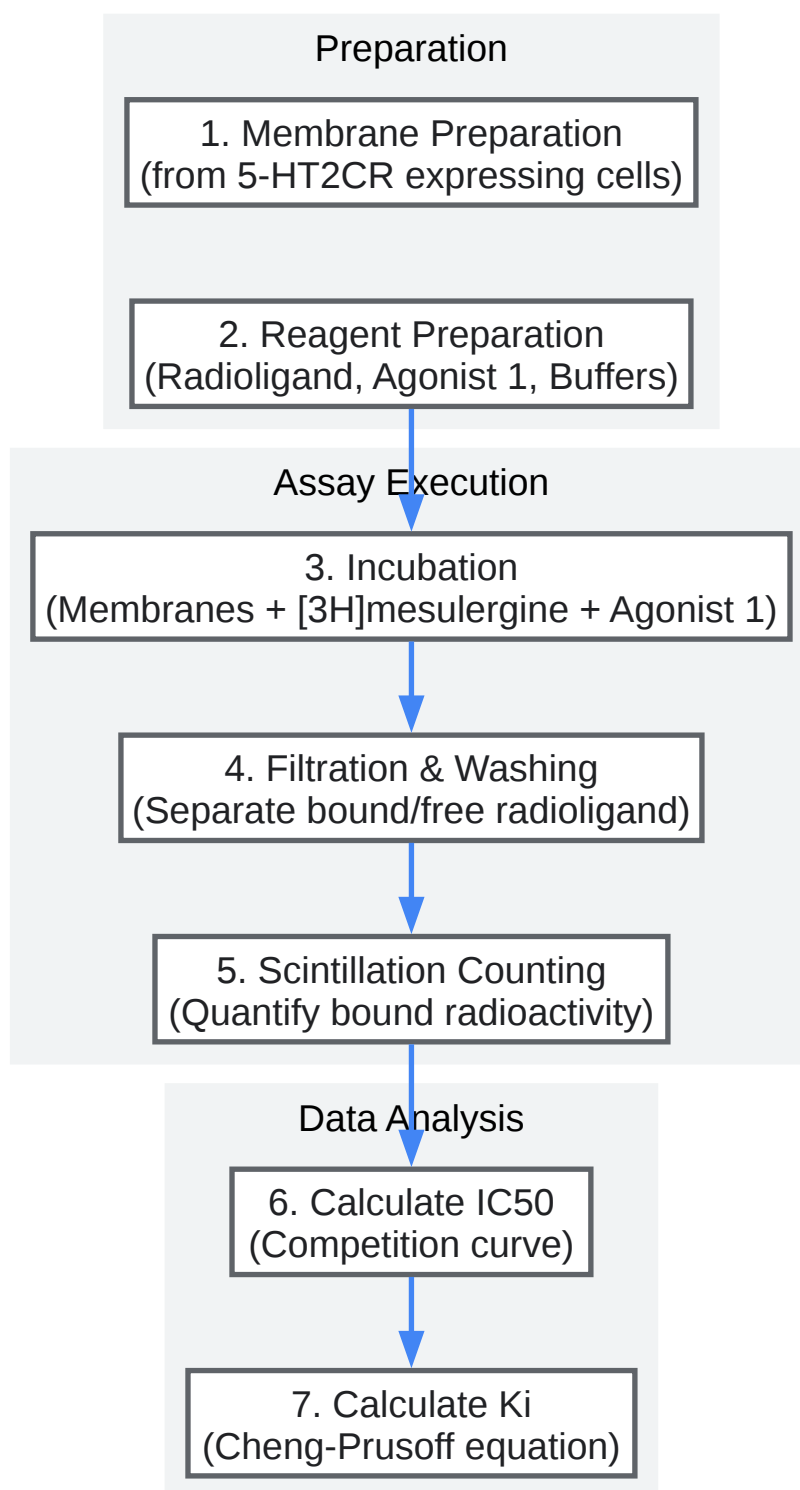 Preparation
1. Membrane Preparation
(from 5-HT2CR expressing cells)
2. Reagent Preparation
(Radioligand, Agonist 1, Buffers)
Assay Execution
3. Incubation
(Membranes + [3H]mesulergine + Agonist 1)
4. Filtration & Washing
(Separate bound/free radioligand)
5. Scintillation Counting
(Quantify bound radioactivity)
Data Analysis
6. Calculate IC50
(Competition curve)
7. Calculate Ki
(Cheng-Prusoff equation)